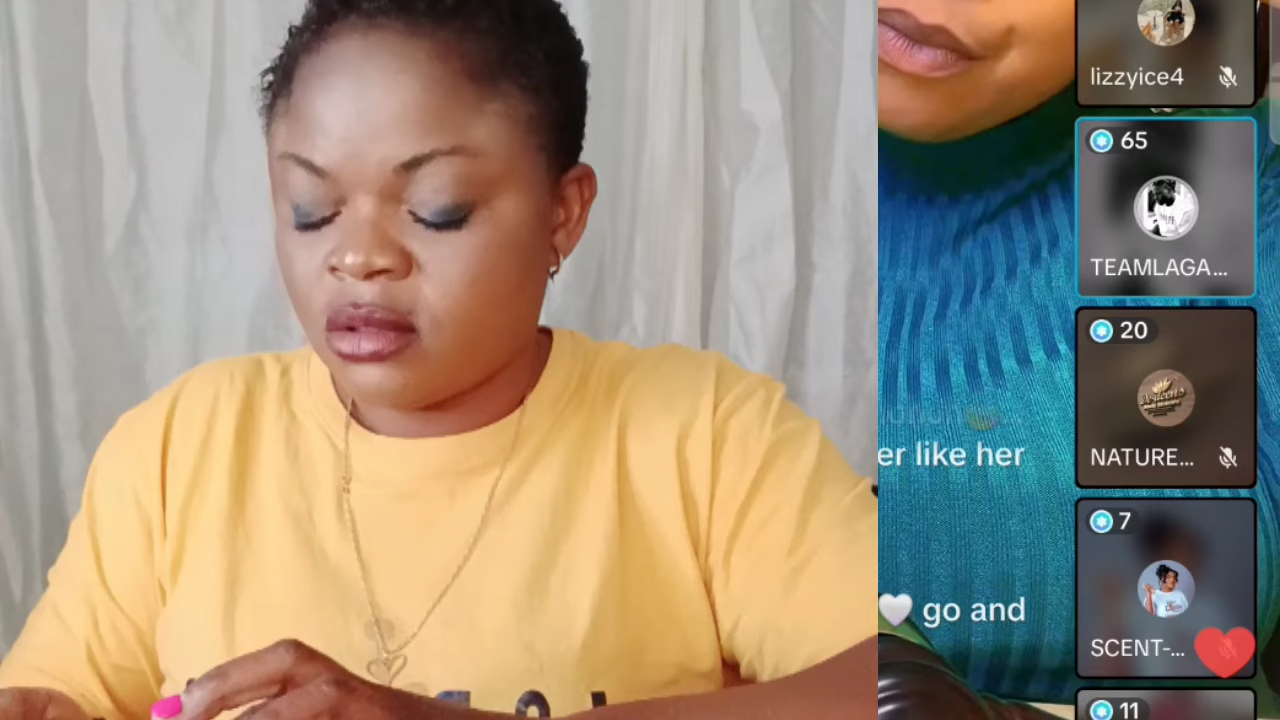 lizzyice4
65
TEAMLAGA...
20
NATURE...
er like her
7
go and
SCENT-...
11